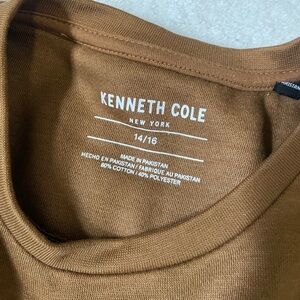 KENNETH COLE
NEW YORK
14/16
MADE IN PAKISTAN
HECHO EN PAKISTÁN / FABRIQUÉ AU PAKISTAN
60% COTTON / 40% POLYESTER